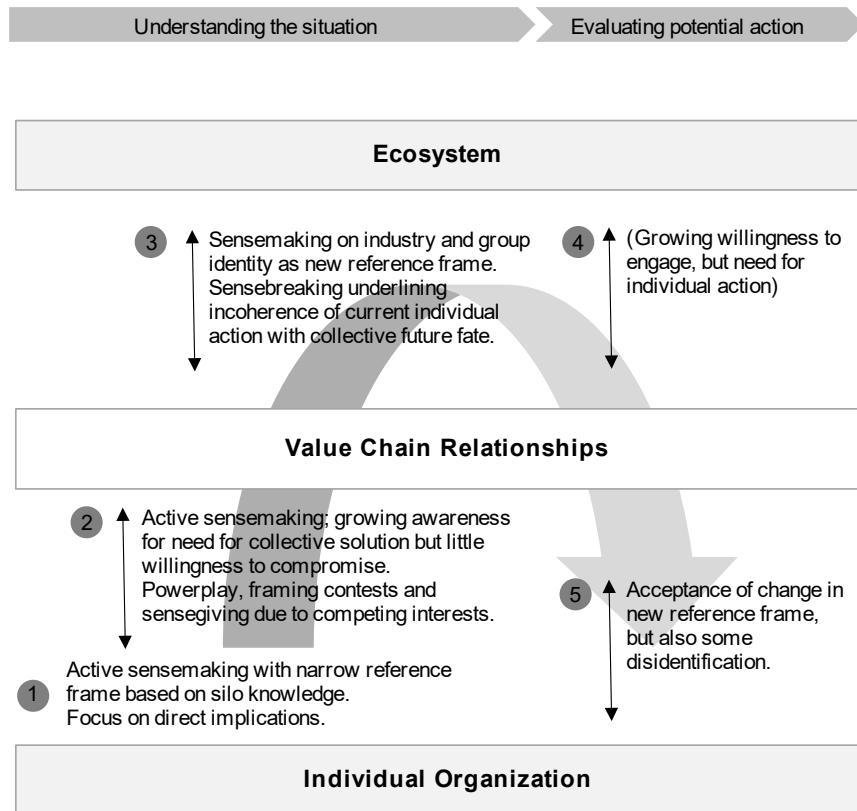 Understanding the situation
Evaluating potential action
Ecosystem
3
Sensemaking on industry and group
identity as new reference frame.
Sensebreaking underlining
incoherence of current individual
action with collective future fate.
4
(Growing willingness to
engage, but need for
individual action)
Value Chain Relationships
2
Active sensemaking; growing awareness
for need for collective solution but little
willingness to compromise.
Powerplay, framing contests and
sensegiving due to competing interests.
5
Acceptance of change in
new reference frame,
but also some
disidentification.
1
Active sensemaking with narrow reference
frame based on silo knowledge.
Focus on direct implications.
Individual Organization